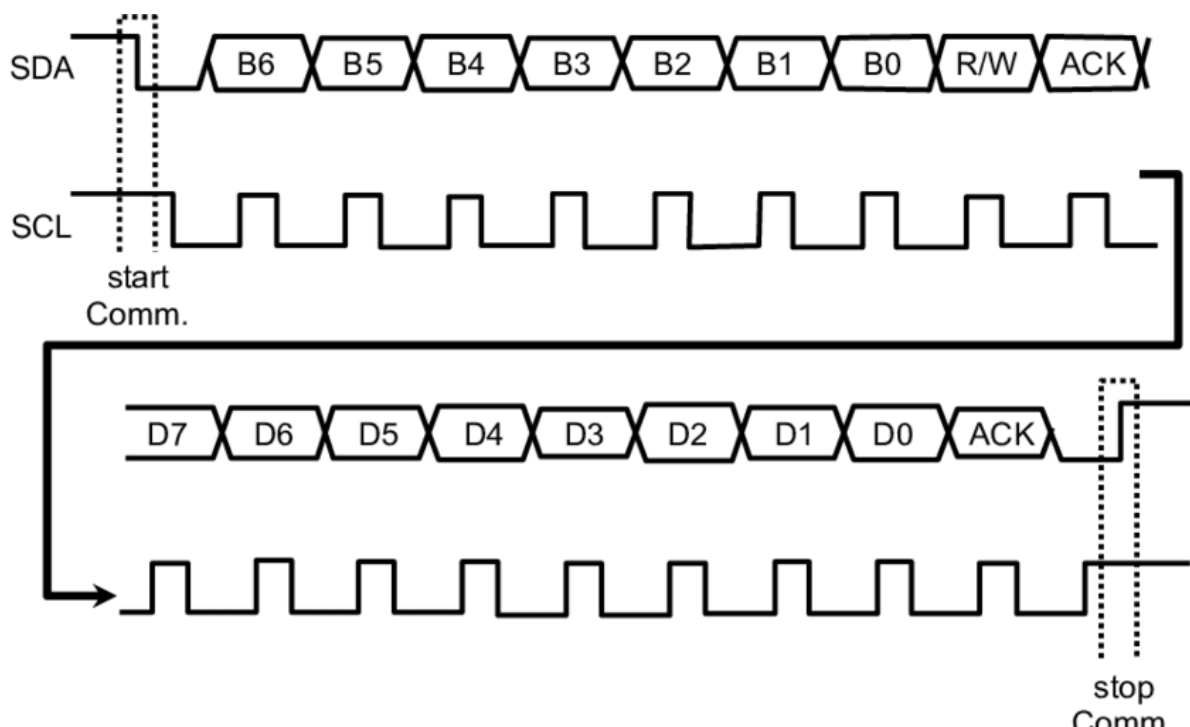 SDA
B6 B5 B4 B3 B2 B1 B0 R/W ACK
SCL
start
Comm.
D7 D6 D5 D4 D3 D2 D1 D0 ACK
stop
Comm